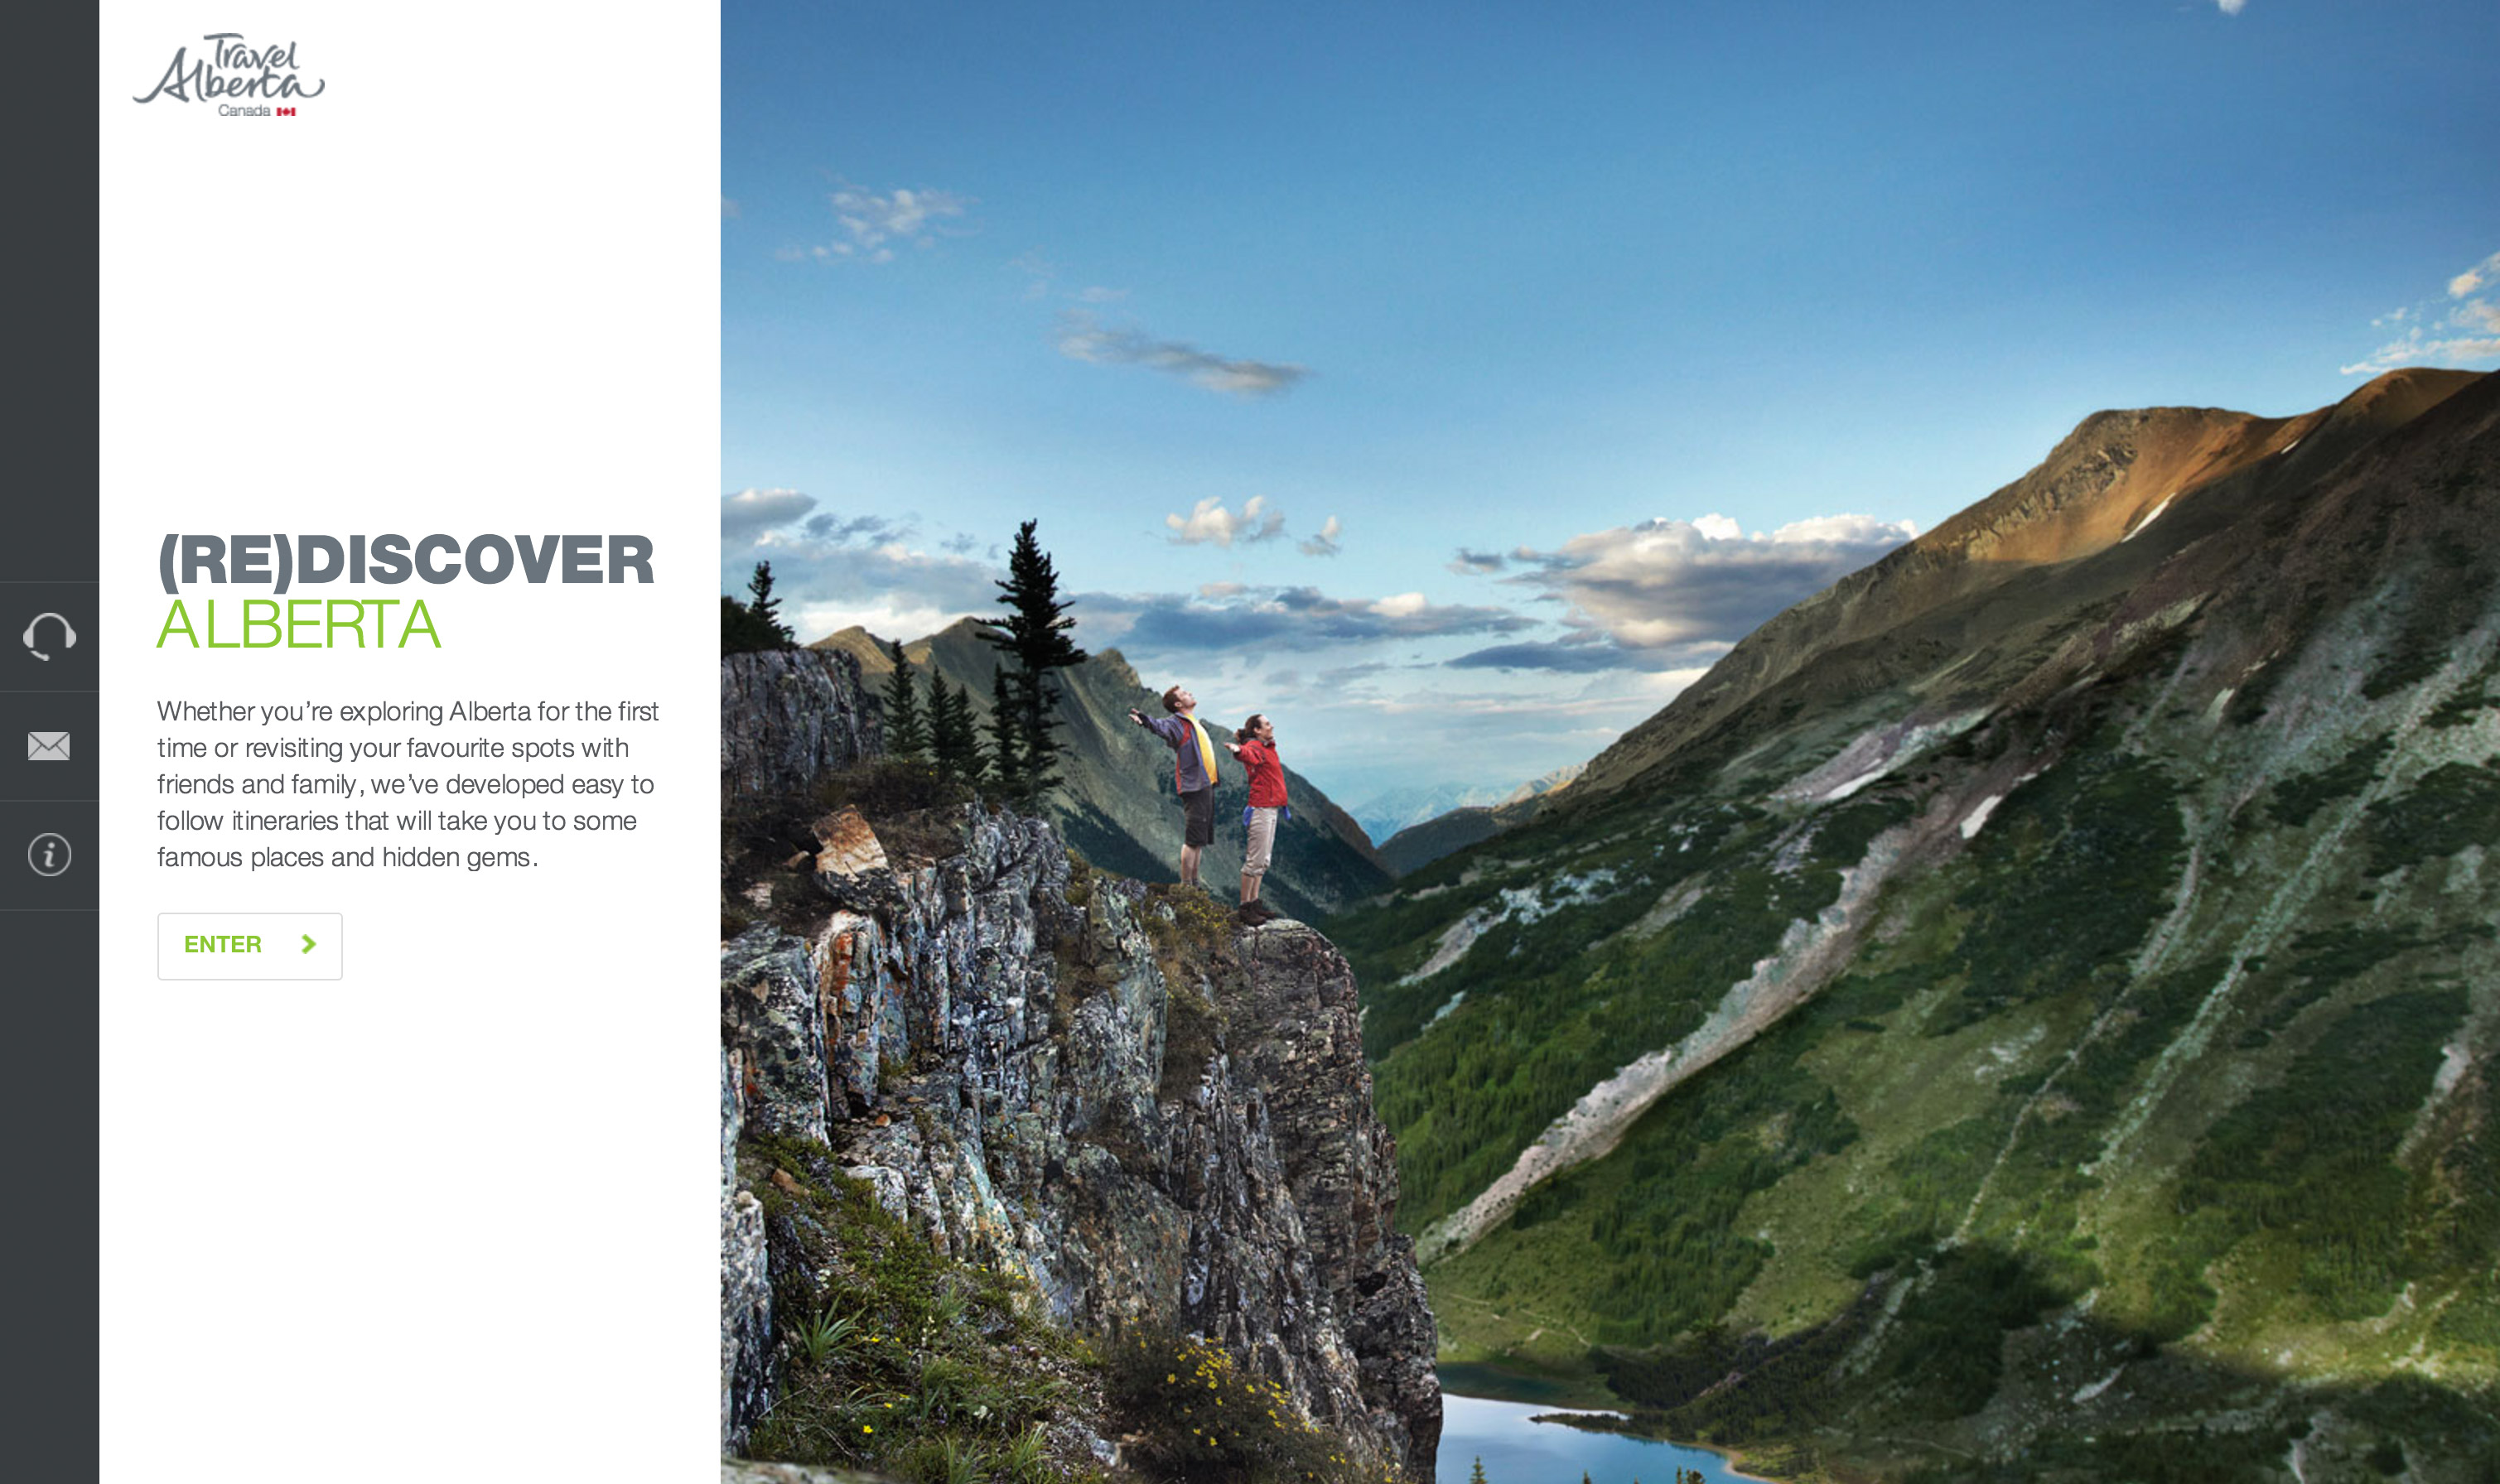 Travel
Alberta
Canada
(RE)DISCOVER
ALBERTA
Whether you’re exploring Alberta for the first
time or revisiting your favourite spots with
friends and family, we’ve developed easy to
follow itineraries that will take you to some
famous places and hidden gems.
ENTER